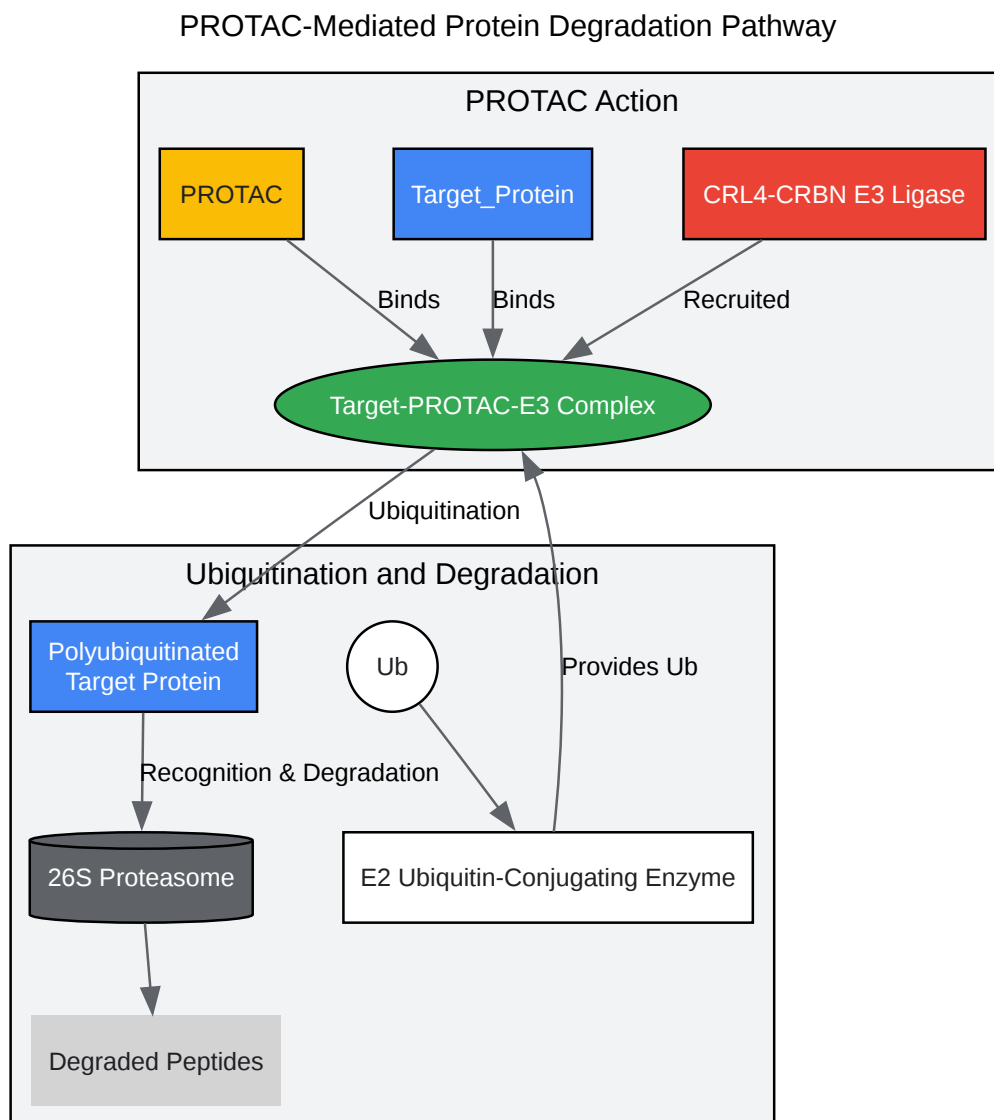 PROTAC-Mediated Protein Degradation Pathway
PROTAC Action
PROTAC
Target_Protein
CRL4-CRBN E3 Ligase
Binds
Binds
Recruited
Target-PROTAC-E3 Complex
Ubiquitination
Ubiquitination and Degradation
Polyubiquitinated
Target Protein
Ub
Provides Ub
Recognition & Degradation
26S Proteasome
E2 Ubiquitin-Conjugating Enzyme
Degraded Peptides